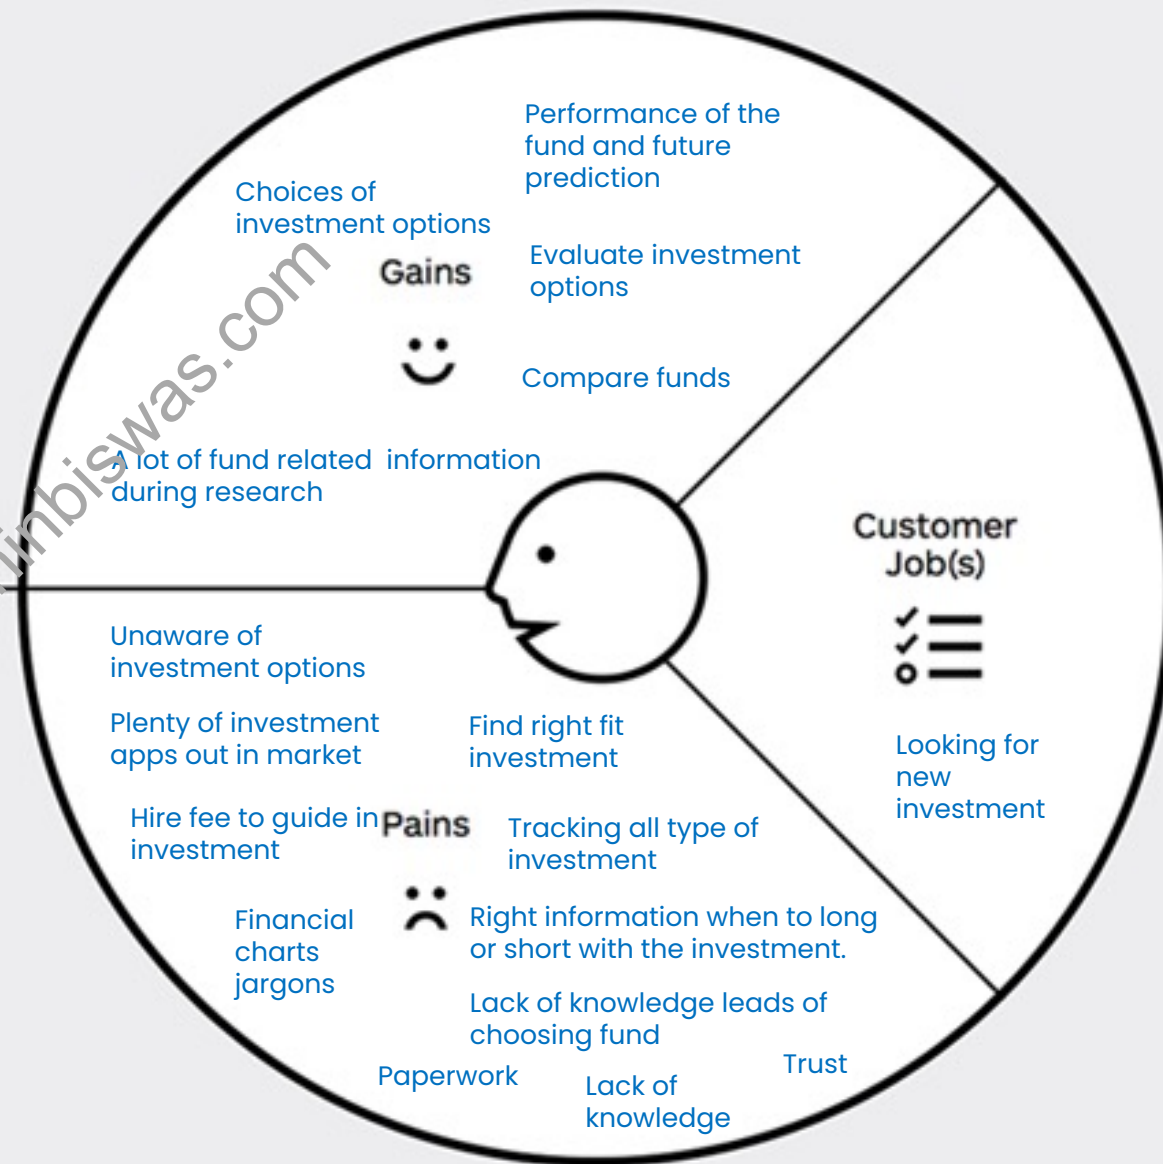 Performance of the
fund and future
prediction
Choices of
investment options
Gains
Evaluate investment
options
Compare funds
A lot of fund related information
during research
inbiswas.com
Customer
Job(s)
Looking for
new
investment
Unaware of
investment options
Plenty of investment
apps out in market
Find right fit
investment
Hire fee to guide in
investment
Pains
Tracking all type of
investment
Financial
charts
jargons
Right information when to long
or short with the investment.
Lack of knowledge leads of
choosing fund
Paperwork
Lack of
knowledge
Trust